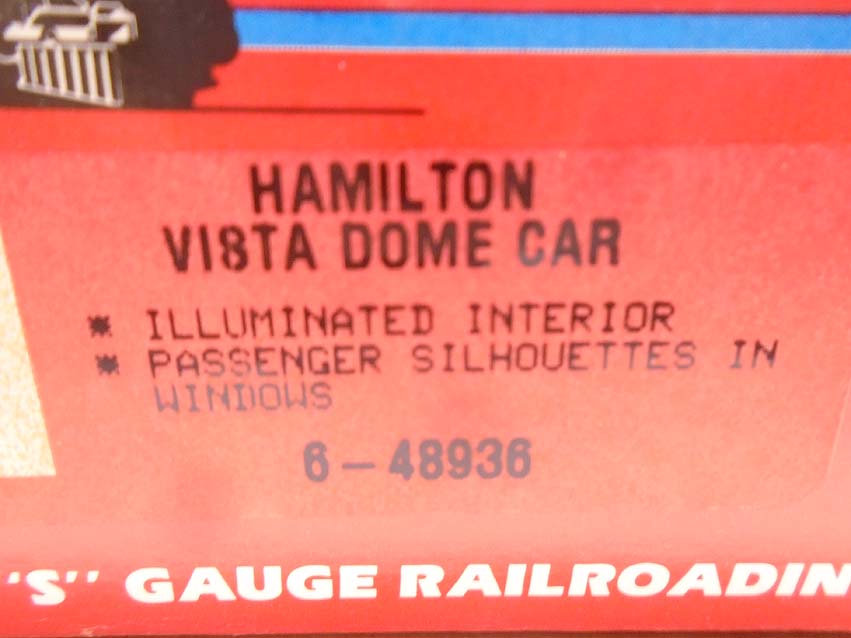 HAMILTON
VISTA DOME CAR
* ILLUMINATED INTERIOR
* PASSENGER SILHOUETTES IN
WINDOWS
6-48936
"S" GAUGE RAILROADIN